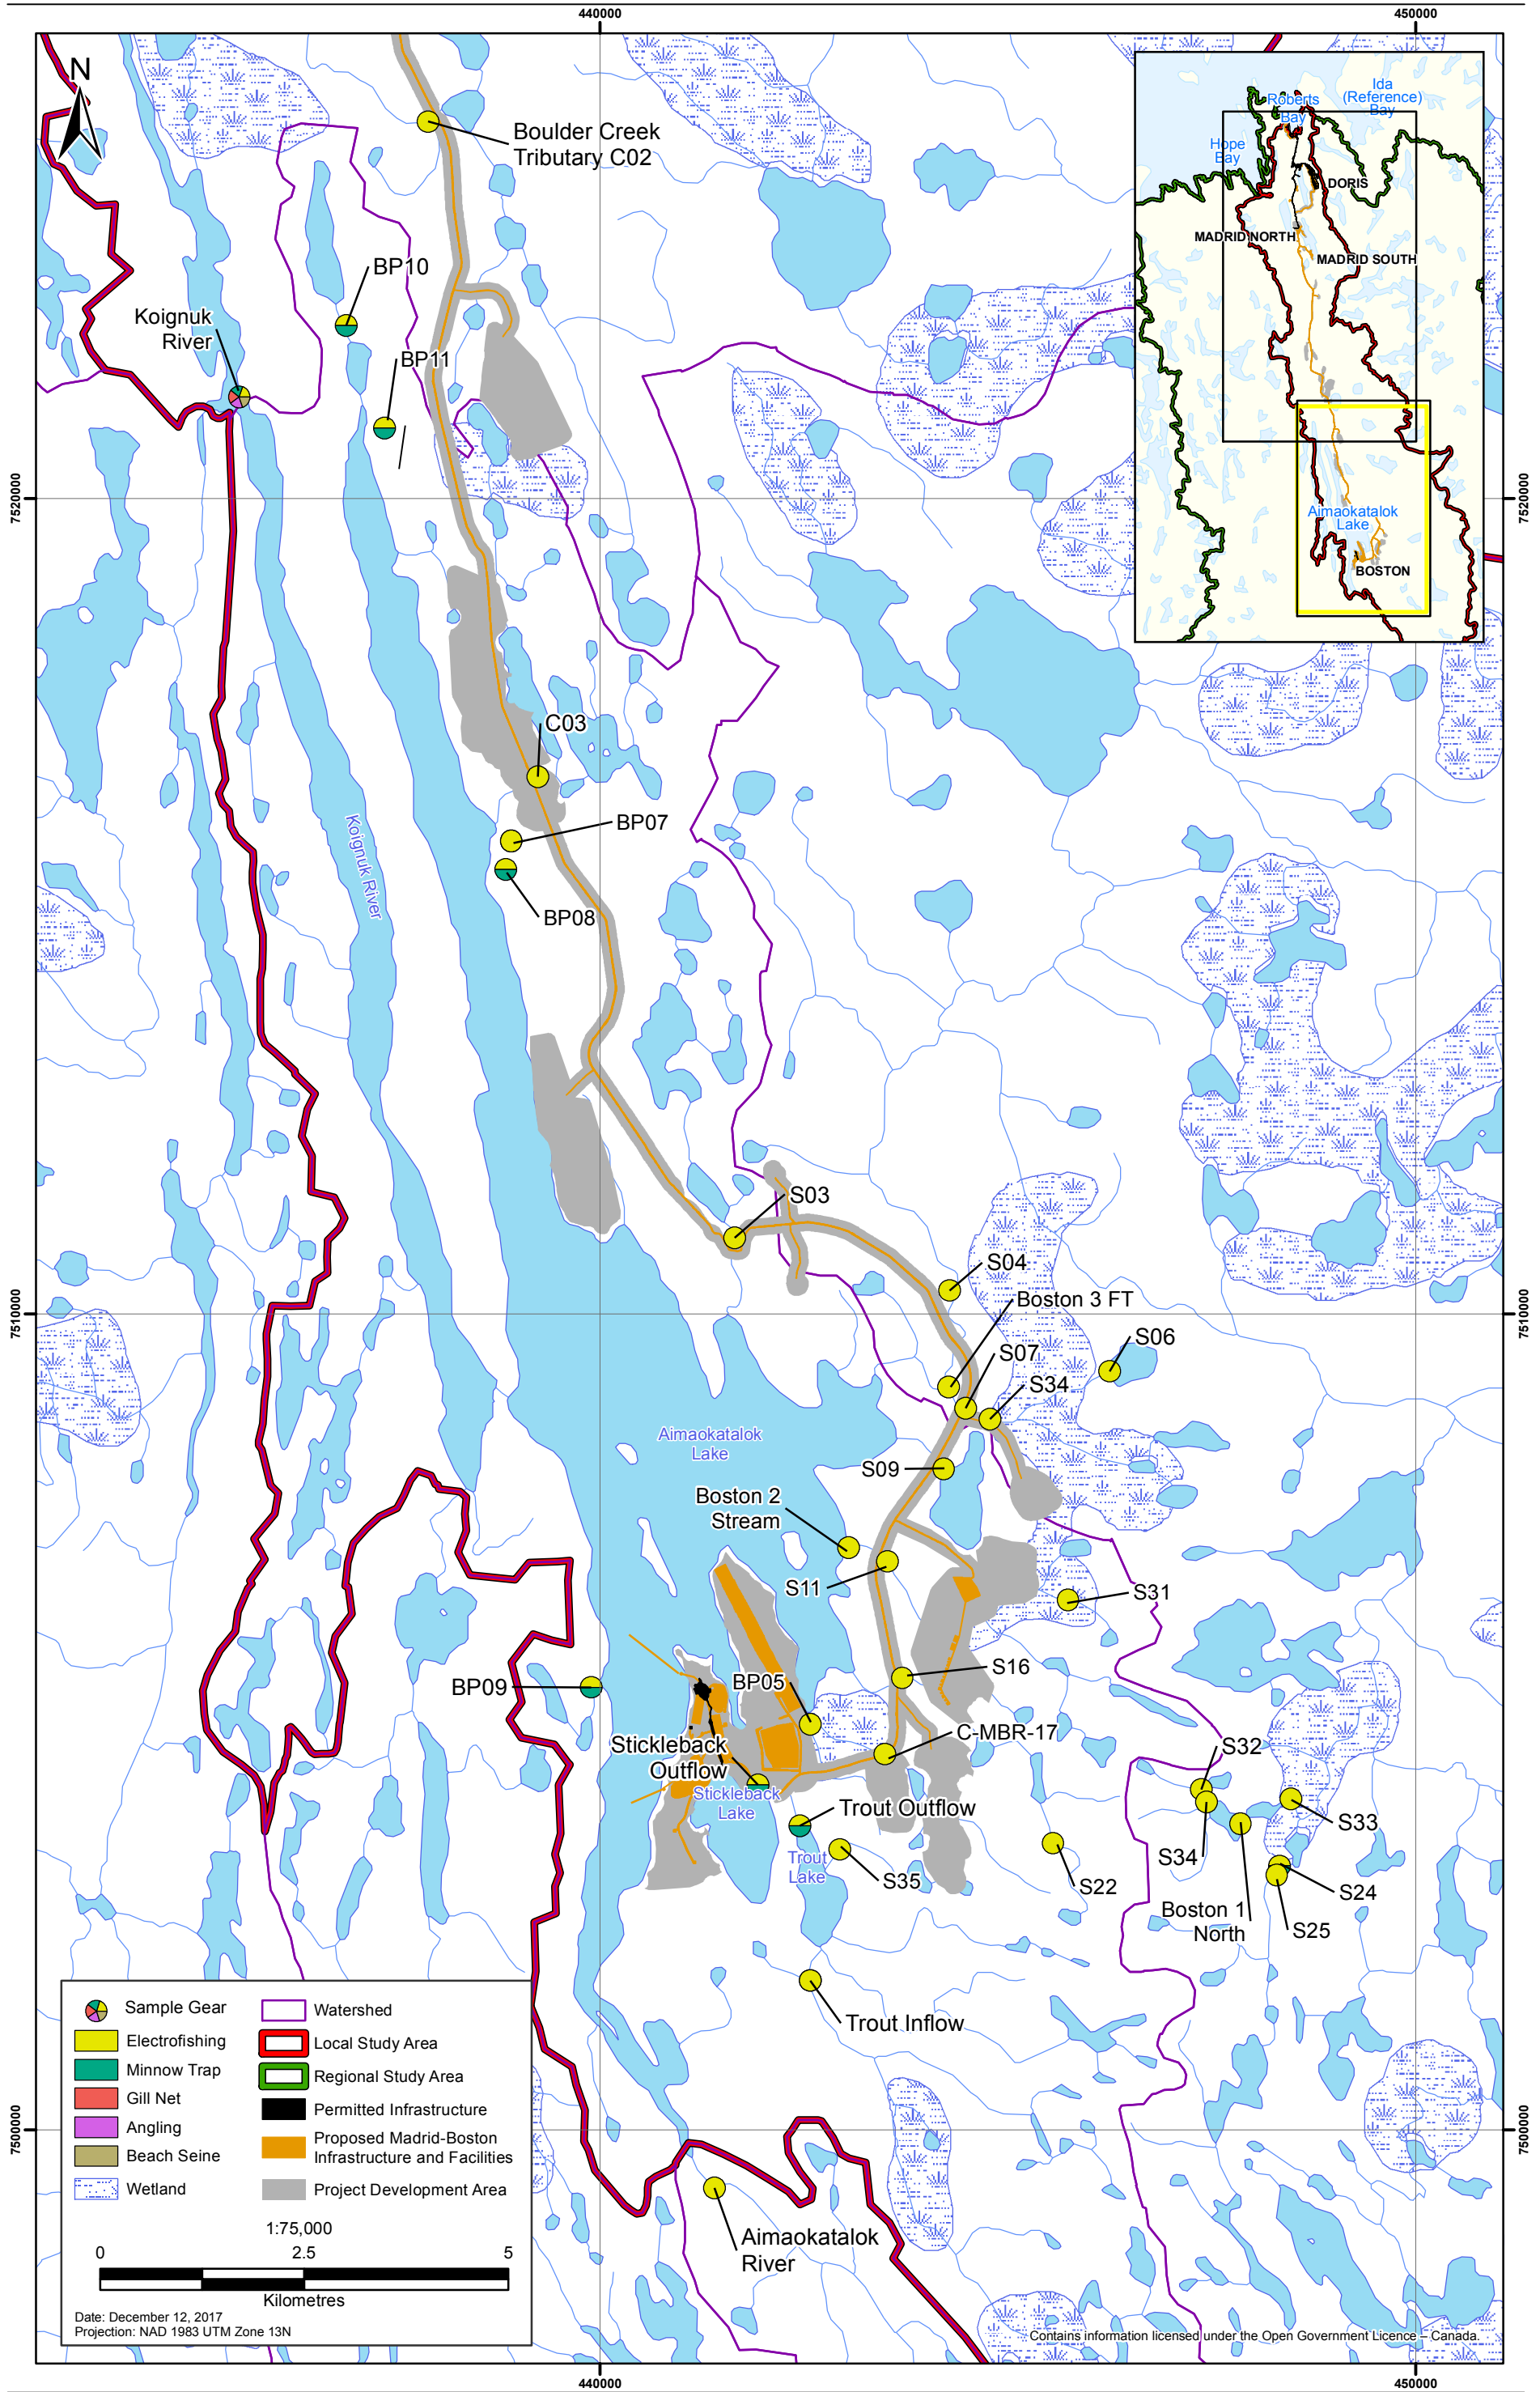 440000
450000
N
Boulder Creek
Tributary C02
BP10
Koignuk
River
BP11
Ida
(Reference)
Bay
Roberts
Bay
Hope
Bay
DORIS
MADRID NORTH
MADRID SOUTH
Aimaokatalok
Lake
BOSTON
7520000
7520000
C03
BP07
Koignuk River
BP08
S03
S04
Boston 3 FT
7510000
7510000
S06
S07
S34
Aimaokatalok
Lake
S09
Boston 2
Stream
S11
S31
S16
BP05
BP09
C-MBR-17
Stickleback
Outflow
S32
Stickleback
Lake
Trout Outflow
S33
S34
Trout
Lake
S35
S22
S24
Boston 1
North
S25
Trout Inflow
7500000
7500000
Aimaokatalok
River
Sample Gear
Electrofishing
Minnow Trap
Gill Net
Angling
Beach Seine
Wetland
Watershed
Local Study Area
Regional Study Area
Permitted Infrastructure
Proposed Madrid-Boston
Infrastructure and Facilities
Project Development Area
1:75,000
0 2.5 5
Kilometres
Date: December 12, 2017
Projection: NAD 1983 UTM Zone 13N
Contains information licensed under the Open Government Licence – Canada.
440000
450000